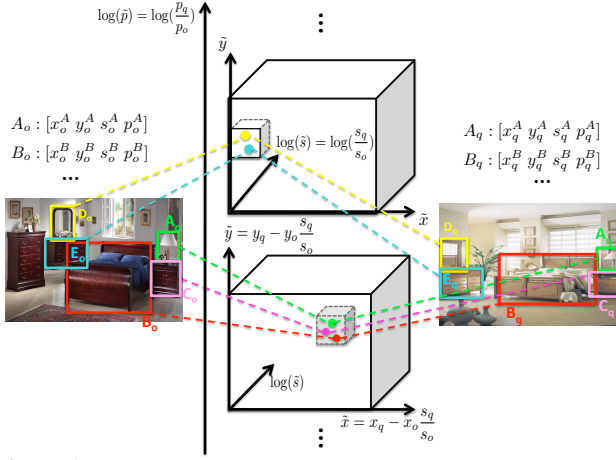 log(p̃) = log(p_q/p_o)
⋮
ỹ
log(s̃) = log(s_q/s_o)
x̃
A_o : [x_o^A y_o^A s_o^A p_o^A]
B_o : [x_o^B y_o^B s_o^B p_o^B]
...
A_q : [x_q^A y_q^A s_q^A p_q^A]
B_q : [x_q^B y_q^B s_q^B p_q^B]
...
D_o
A_o
E_o
C_o
B_o
D_q
A
E_q
C_q
B_q
ỹ = y_q − y_o s_q/s_o
log(s̃)
x̃ = x_q − x_o s_q/s_o
⋮